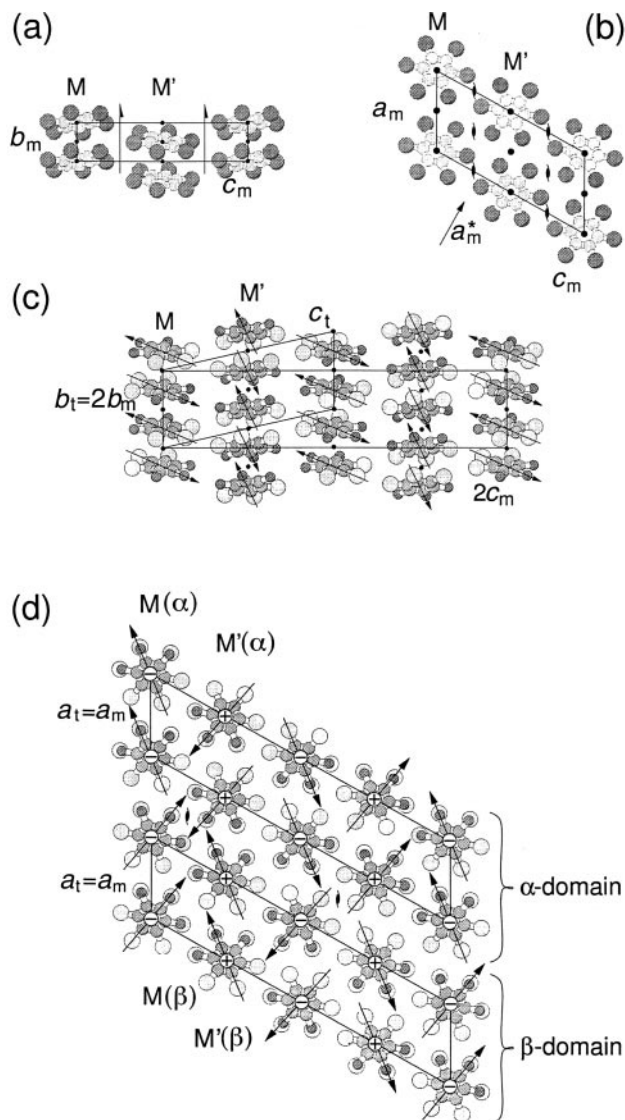 (a)
M M'
b_m
c_m
(b)
M
M'
a_m
a*_m
c_m
(c)
M M' c_t
b_t=2b_m
2c_m
(d)
M(α)
M'(α)
a_t=a_m
a_t=a_m
α-domain
M(β)
M'(β)
β-domain